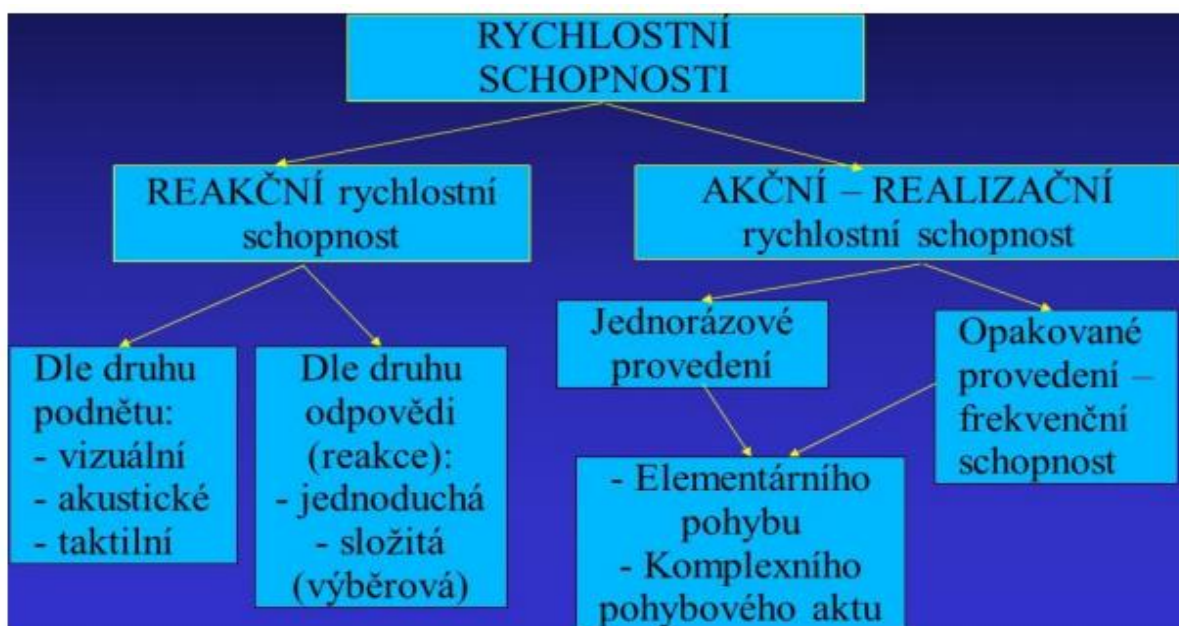 RYCHLOSTNÍ
SCHOPNOSTI
REAKČNÍ rychlostní
schopnost
AKČNÍ – REALIZAČNÍ
rychlostní schopnost
Dle druhu
podnětu:
- vizuální
- akustické
- taktilní
Dle druhu
odpovědi
(reakce):
- jednoduchá
- složitá
(výběrová)
Jednorázové
provedení
Opakované
provedení –
frekvenční
schopnost
- Elementárního
pohybu
- Komplexního
pohybového aktu